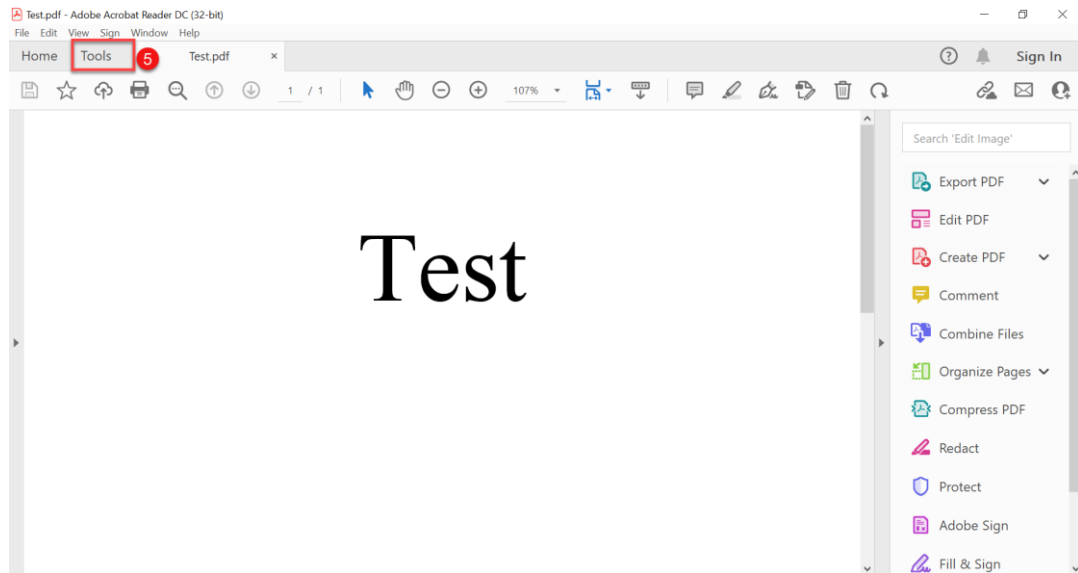 Test.pdf - Adobe Acrobat Reader DC (32-bit)
File Edit View Sign Window Help
Home Tools 5 Test.pdf × ? Sign In
1 / 1 107%
Search 'Edit Image'
Export PDF
Edit PDF
Create PDF
Test
Comment
Combine Files
Organize Pages
Compress PDF
Redact
Protect
Adobe Sign
Fill & Sign